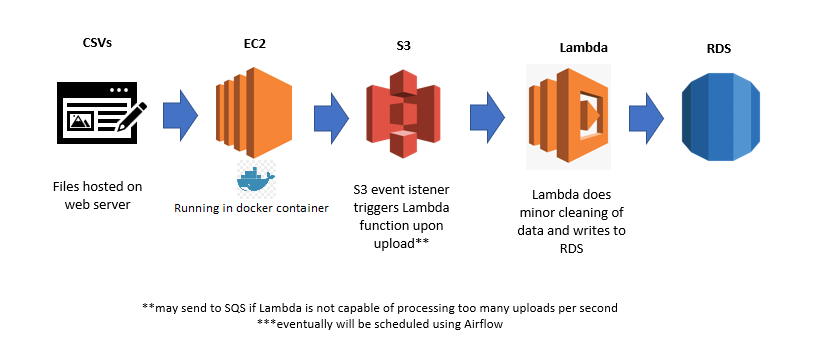 CSVs
EC2
S3
Lambda
RDS
Files hosted on
web server
Running in docker container
S3 event istener
triggers Lambda
function upon
upload**
Lambda does
minor cleaning of
data and writes to
RDS
**may send to SQS if Lambda is not capable of processing too many uploads per second
***eventually will be scheduled using Airflow